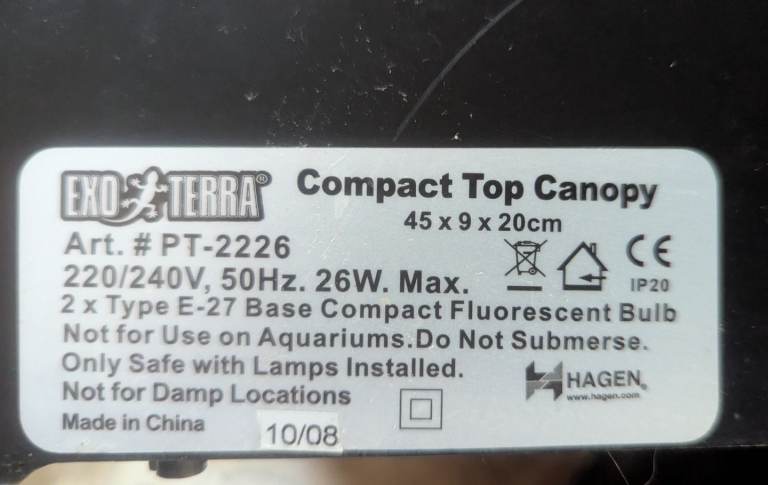 EXO TERRA®
Compact Top Canopy
45 x 9 x 20cm
Art. # PT-2226
220/240V, 50Hz. 26W. Max.
CE
IP20
2 x Type E-27 Base Compact Fluorescent Bulb
Not for Use on Aquariums.Do Not Submerse.
Only Safe with Lamps Installed.
Not for Damp Locations
HAGEN®
www.hagen.com
Made in China
10/08